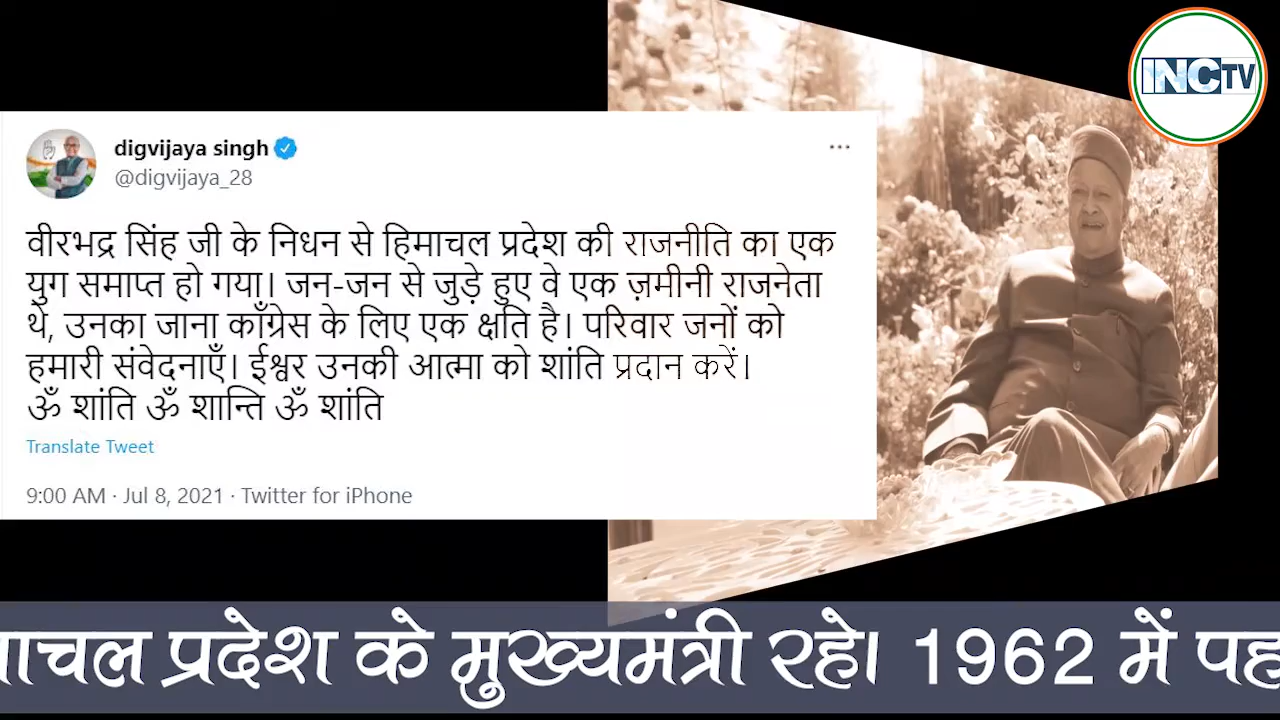 INCTV
digvijaya singh
@digvijaya_28
वीरभद्र सिंह जी के निधन से हिमाचल प्रदेश की राजनीति का एक
युग समाप्त हो गया। जन-जन से जुड़े हुए वे एक ज़मीनी राजनेता
थे, उनका जाना काँग्रेस के लिए एक क्षति है। परिवार जनों को
हमारी संवेदनाएँ। ईश्वर उनकी आत्मा को शांति प्रदान करें।
ॐ शांति ॐ शान्ति ॐ शांति
Translate Tweet
9:00 AM · Jul 8, 2021 · Twitter for iPhone
प्रदेश के मुख्यमंत्री रहे। 1962 में